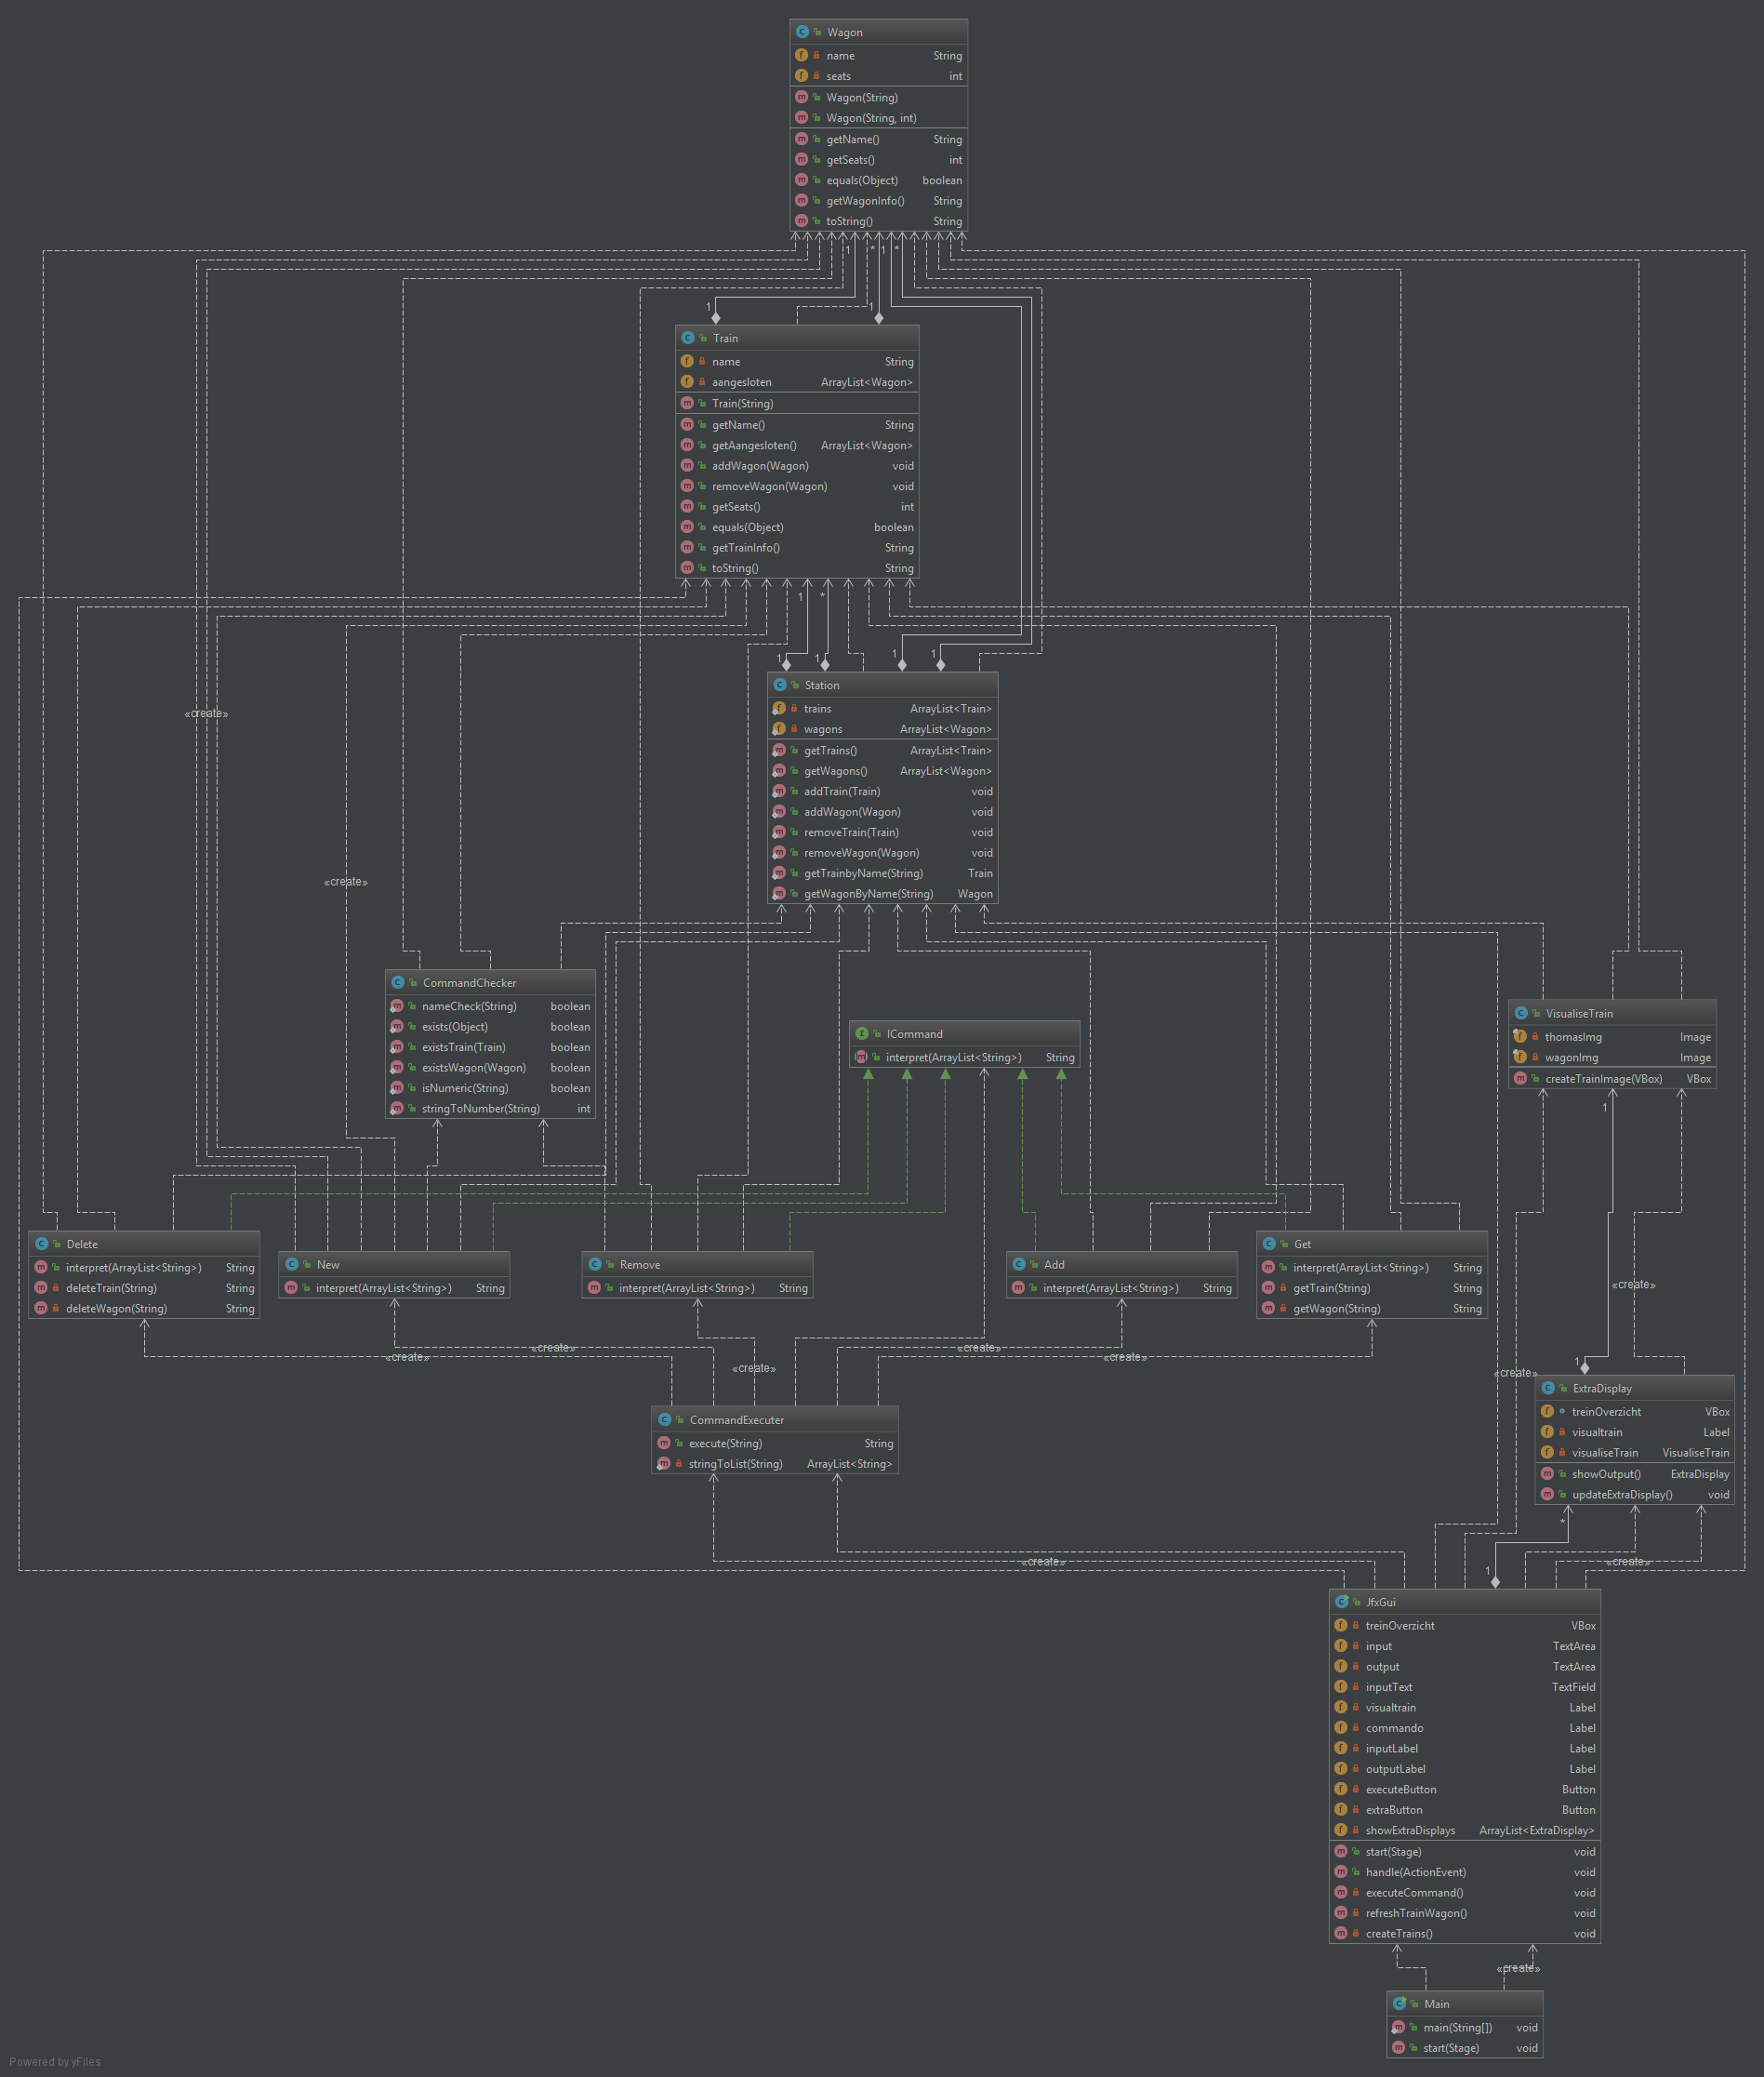 Wagon
name String
seats int
Wagon(String)
Wagon(String, int)
getName() String
getSeats() int
equals(Object) boolean
getWagonInfo() String
toString() String
1 * 1 *
1 1
Train
name String
aangesloten ArrayList<Wagon>
Train(String)
getName() String
getAangesloten() ArrayList<Wagon>
addWagon(Wagon) void
removeWagon(Wagon) void
getSeats() int
equals(Object) boolean
getTrainInfo() String
toString() String
1 *
1 1 1 1
Station
trains ArrayList<Train>
wagons ArrayList<Wagon>
getTrains() ArrayList<Train>
getWagons() ArrayList<Wagon>
addTrain(Train) void
addWagon(Wagon) void
removeTrain(Train) void
removeWagon(Wagon) void
getTrainbyName(String) Train
getWagonByName(String) Wagon
«create»
«create»
CommandChecker
nameCheck(String) boolean
exists(Object) boolean
existsTrain(Train) boolean
existsWagon(Wagon) boolean
isNumeric(String) boolean
stringToNumber(String) int
ICommand
interpret(ArrayList<String>) String
VisualiseTrain
thomasImg Image
wagonImg Image
createTrainImage(VBox) VBox
1
Delete
interpret(ArrayList<String>) String
deleteTrain(String) String
deleteWagon(String) String
New
interpret(ArrayList<String>) String
Remove
interpret(ArrayList<String>) String
Add
interpret(ArrayList<String>) String
Get
interpret(ArrayList<String>) String
getTrain(String) String
getWagon(String) String
«create»
«create»
«create»
«create»
«create»
«create»
«create»
1
CommandExecuter
execute(String) String
stringToList(String) ArrayList<String>
ExtraDisplay
treinOverzicht VBox
visualtrain Label
visualiseTrain VisualiseTrain
showOutput() ExtraDisplay
updateExtraDisplay() void
*
«create»
«create»
1
JfxGui
treinOverzicht VBox
input TextArea
output TextArea
inputText TextField
visualtrain Label
commando Label
inputLabel Label
outputLabel Label
executeButton Button
extraButton Button
showExtraDisplays ArrayList<ExtraDisplay>
start(Stage) void
handle(ActionEvent) void
executeCommand() void
refreshTrainWagon() void
createTrains() void
«create»
Main
main(String[]) void
start(Stage) void
Powered by yFiles